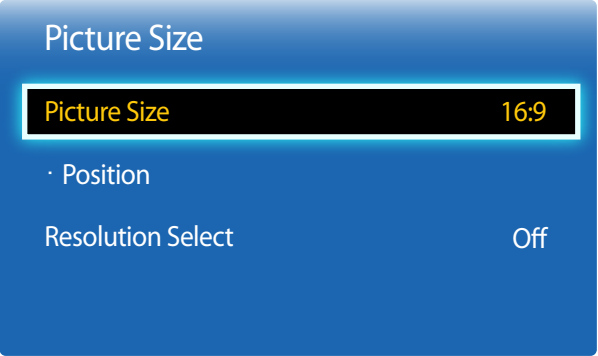 Picture Size
Picture Size 16:9
· Position
Resolution Select Off